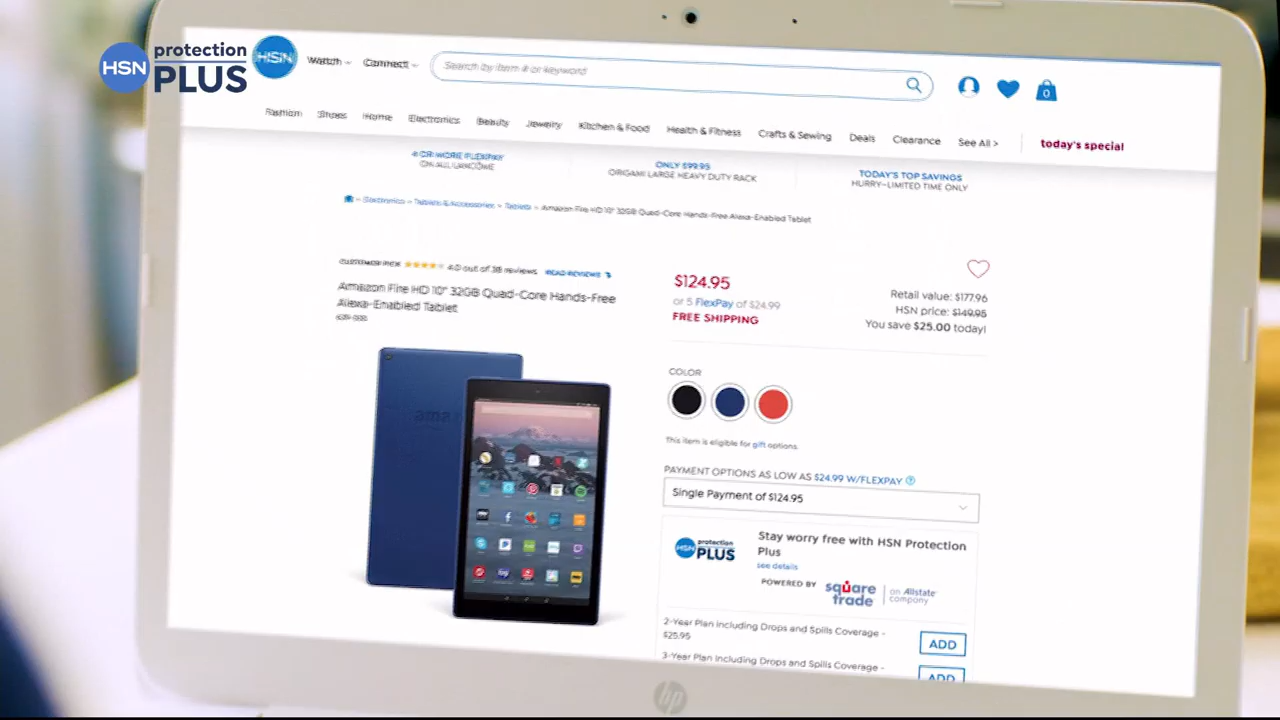 HSN protection PLUS
HSN
Watch
Connect
Search by item # or keyword
0
Fashion
Shoes
Home
Electronics
Beauty
Jewelry
Kitchen & Food
Health & Fitness
Crafts & Sewing
Deals
Clearance
See All >
today's special
4 OR MORE FLEXPAY
ON ALL LANCOME
ONLY $99.95
ORIGAMI LARGE HEAVY DUTY RACK
TODAY'S TOP SAVINGS
HURRY-LIMITED TIME ONLY
Electronics > Tablets & Accessories > Tablets > Amazon Fire HD 10" 32GB Quad-Core Hands-Free Alexa-Enabled Tablet
CUSTOMER PICK
4.0 out of 38 reviews
READ REVIEWS
Amazon Fire HD 10" 32GB Quad-Core Hands-Free
Alexa-Enabled Tablet
$124.95
or 5 FlexPay of $24.99
FREE SHIPPING
Retail value: $177.96
HSN price: $149.95
You save $25.00 today!
COLOR
This item is eligible for gift options.
PAYMENT OPTIONS AS LOW AS $24.99 W/FLEXPAY ?
Single Payment of $124.95
HSN protection PLUS
Stay worry free with HSN Protection
Plus
see details
POWERED BY
square trade
an Allstate company
2-Year Plan Including Drops and Spills Coverage -
$25.95
ADD
3-Year Plan Including Drops and Spills Coverage -
ADD
hp